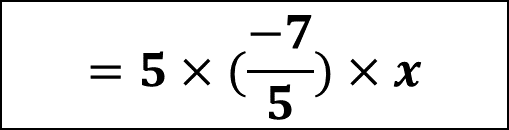 = 5 × (−7/5) × x